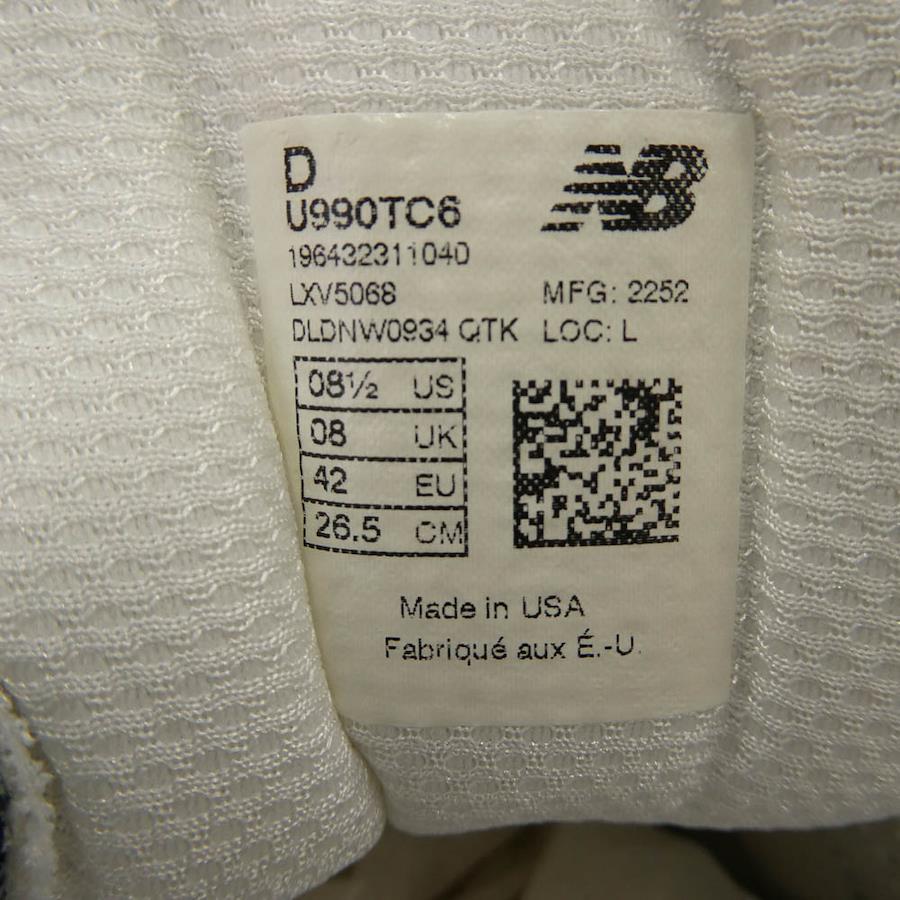 D
NB
U990TC6
196432311040
LXV5068 MFG: 2252
DLDNW0934 QTK LOC: L
08½ US
08 UK
42 EU
26.5 CM
Made in USA
Fabriqué aux É.-U.